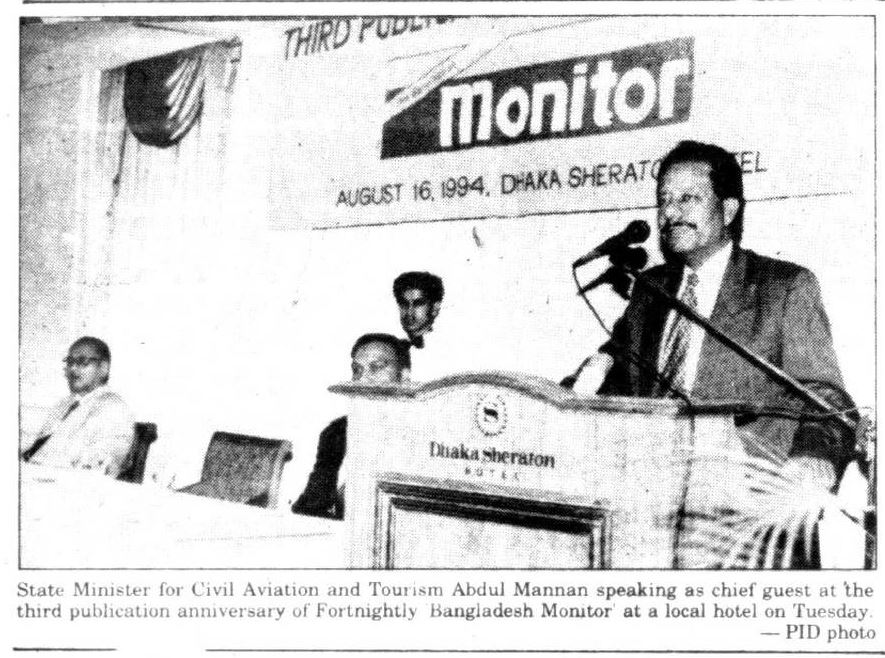 THIRD PUBLIC
monitor
AUGUST 16, 1994, DHAKA SHERATO TEL
S
Dhaka Sheraton
HOTEL
State Minister for Civil Aviation and Tourism Abdul Mannan speaking as chief guest at the
third publication anniversary of Fortnightly 'Bangladesh Monitor' at a local hotel on Tuesday.
— PID photo